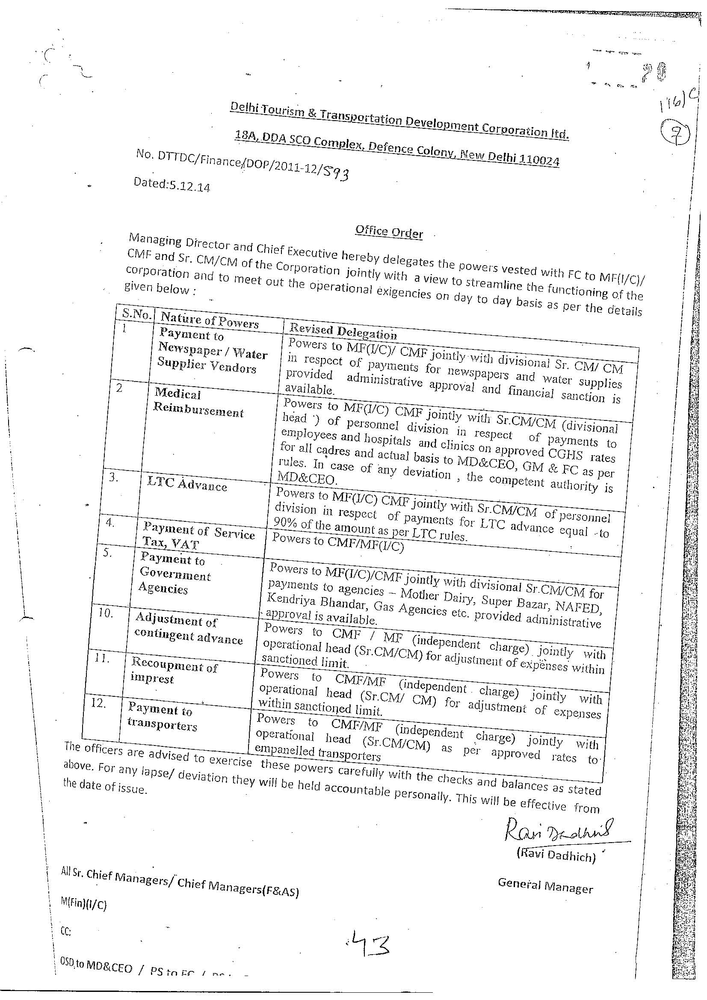 78
116) C
7
Delhi Tourism & Transportation Development Corporation ltd.
18A, DDA SCO Complex, Defence Colony, New Delhi 110024
No. DTTDC/Finance/DOP/2011-12/593
Dated:5.12.14
Office Order
Managing Director and Chief Executive hereby delegates the powers vested with FC to MF(I/C)/
CMF and Sr. CM/CM of the Corporation jointly with a view to streamline the functioning of the
corporation and to meet out the operational exigencies on day to day basis as per the details
given below :
S.No. Nature of Powers Revised Delegation
1 Payment to
Newspaper / Water
Supplier Vendors
Powers to MF(I/C)/ CMF jointly with divisional Sr. CM/ CM
in respect of payments for newspapers and water supplies
provided administrative approval and financial sanction is
available.
2 Medical
Reimbursement
Powers to MF(I/C) CMF jointly with Sr.CM/CM (divisional
head ) of personnel division in respect of payments to
employees and hospitals and clinics on approved CGHS rates
for all cadres and actual basis to MD&CEO, GM & FC as per
rules. In case of any deviation , the competent authority is
MD&CEO.
3. LTC Advance
Powers to MF(I/C) CMF jointly with Sr.CM/CM of personnel
division in respect of payments for LTC advance equal -to
90% of the amount as per LTC rules.
4. Payment of Service
Tax, VAT
Powers to CMF/MF(I/C)
5. Payment to
Government
Agencies
Powers to MF(I/C)/CMF jointly with divisional Sr.CM/CM for
payments to agencies – Mother Dairy, Super Bazar, NAFED,
Kendriya Bhandar, Gas Agencies etc. provided administrative
approval is available.
10. Adjustment of
contingent advance
Powers to CMF / MF (independent charge) jointly with
operational head (Sr.CM/CM) for adjustment of expenses within
sanctioned limit.
11. Recoupment of
imprest
Powers to CMF/MF (independent charge) jointly with
operational head (Sr.CM/ CM) for adjustment of expenses
within sanctioned limit.
12. Payment to
transporters
Powers to CMF/MF (independent charge) jointly with
operational head (Sr.CM/CM) as per approved rates to
empanelled transporters
The officers are advised to exercise these powers carefully with the checks and balances as stated
above. For any lapse/ deviation they will be held accountable personally. This will be effective from
the date of issue.
Ravi Dadhich
(Ravi Dadhich)
General Manager
All Sr. Chief Managers/ Chief Managers(F&AS)
M(Fin)(I/C)
CC:
43
OSD to MD&CEO / PS to FC /